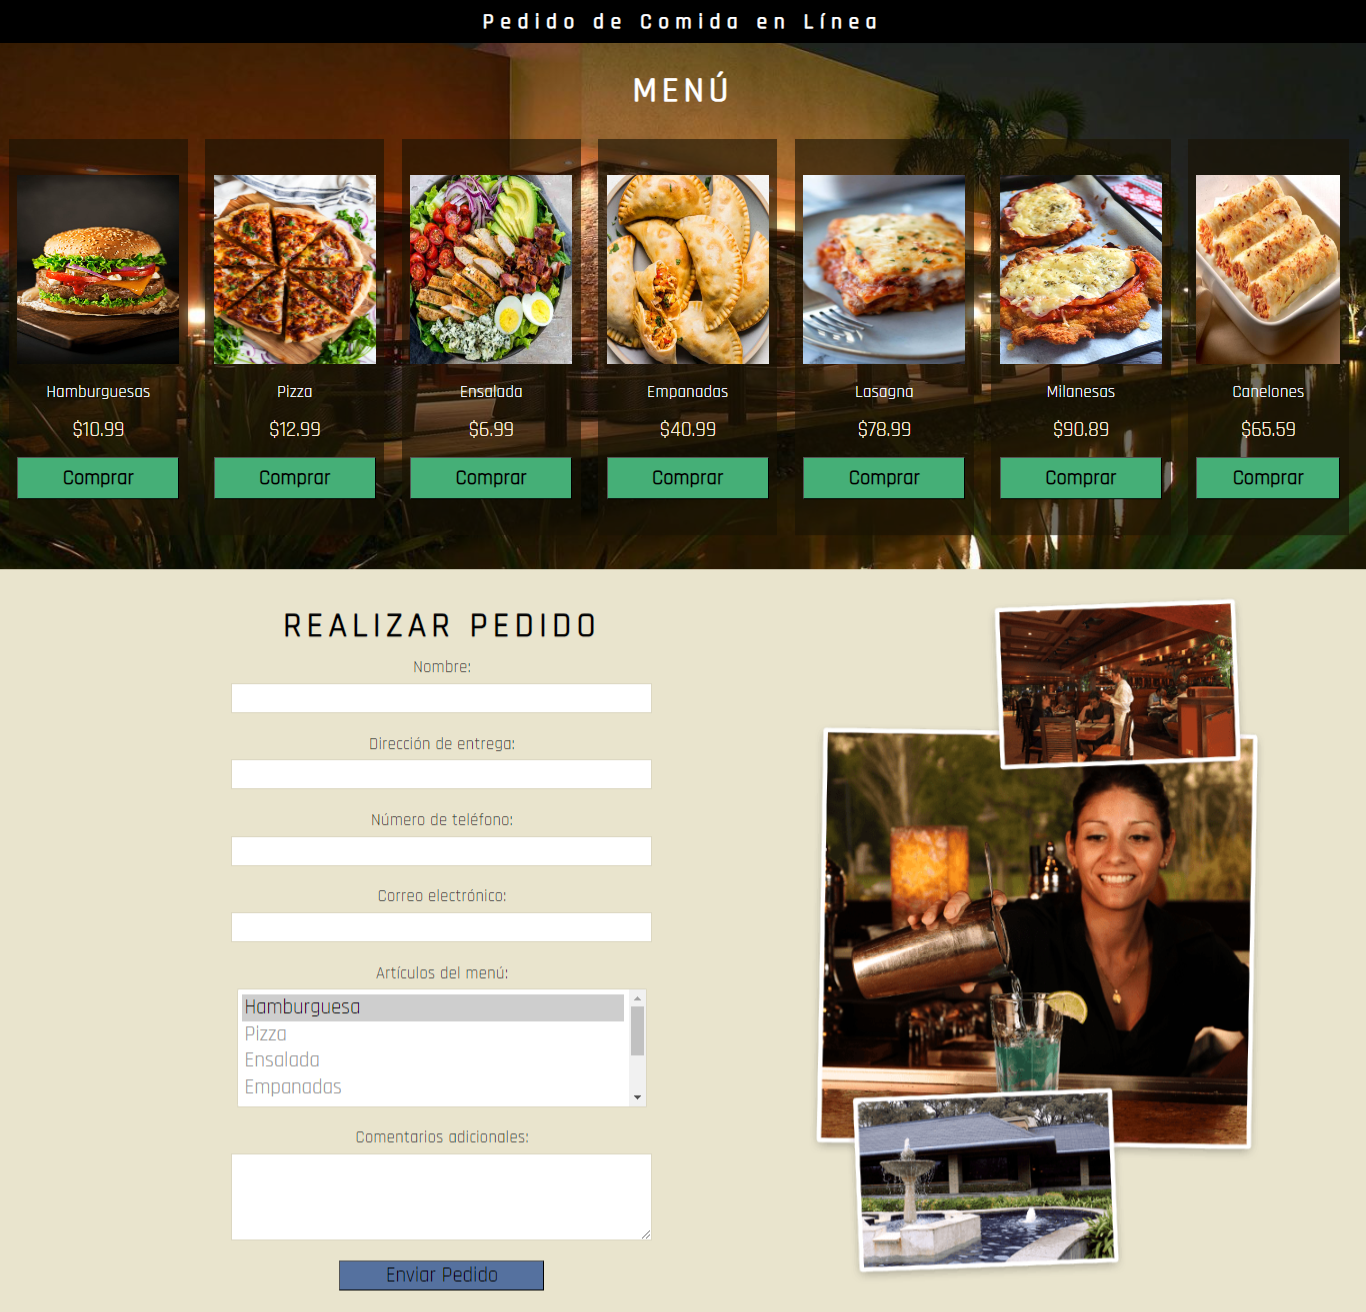 Pedido de Comida en Línea
MENÚ
Hamburguesas
$10.99
Comprar
Pizza
$12.99
Comprar
Ensalada
$6.99
Comprar
Empanadas
$40.99
Comprar
Lasagna
$78.99
Comprar
Milanesas
$90.89
Comprar
Canelones
$65.59
Comprar
REALIZAR PEDIDO
Nombre:
Dirección de entrega:
Número de teléfono:
Correo electrónico:
Artículos del menú:
Hamburguesa
Pizza
Ensalada
Empanadas
Comentarios adicionales:
Enviar Pedido